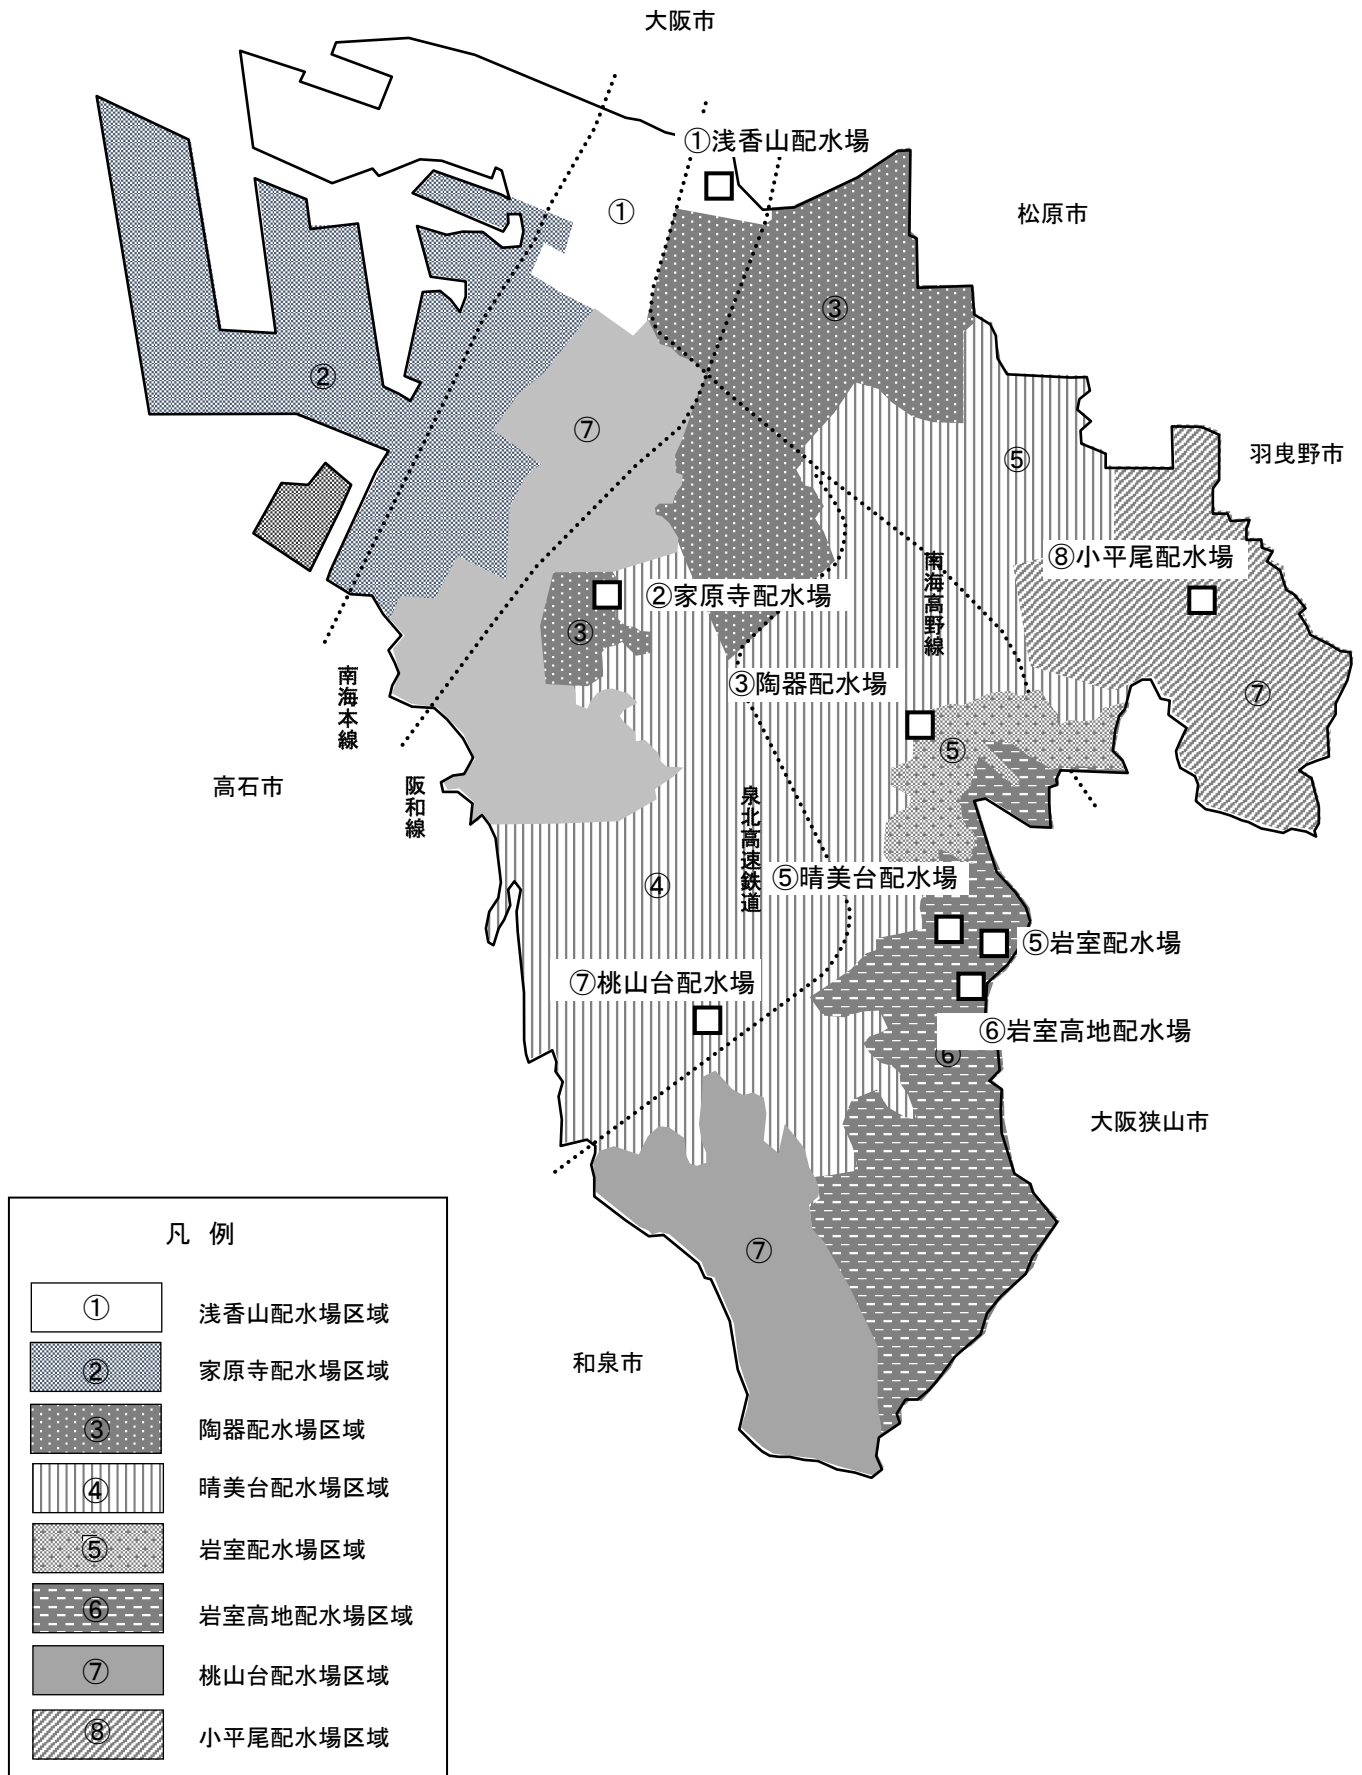 大阪市
①浅香山配水場
①
松原市
③
②
⑦
⑤
羽曳野市
南海高野線
⑧小平尾配水場
②家原寺配水場
③
③陶器配水場
⑦
南海本線
⑤
高石市
阪和線
泉北高速鉄道
⑤晴美台配水場
④
⑤岩室配水場
⑦桃山台配水場
⑥岩室高地配水場
⑥
大阪狭山市
⑦
和泉市
凡 例
① 浅香山配水場区域
② 家原寺配水場区域
③ 陶器配水場区域
④ 晴美台配水場区域
⑤ 岩室配水場区域
⑥ 岩室高地配水場区域
⑦ 桃山台配水場区域
⑧ 小平尾配水場区域